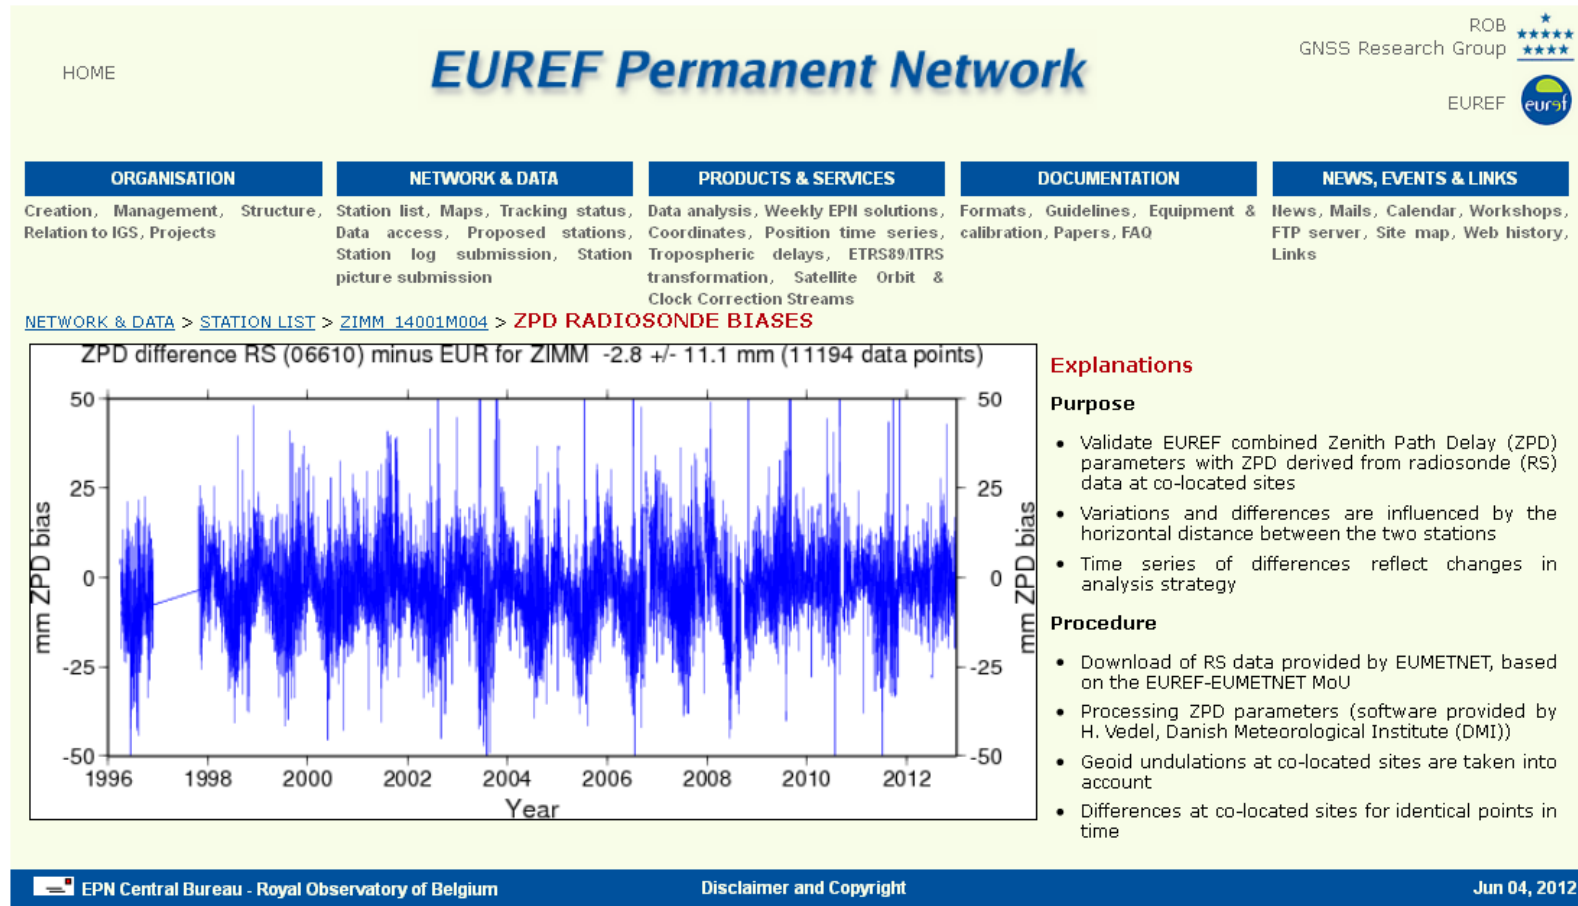 HOME
EUREF Permanent Network
ROB
GNSS Research Group
EUREF
euref
ORGANISATION
Creation, Management, Structure,
Relation to IGS, Projects
NETWORK & DATA
Station list, Maps, Tracking status,
Data access, Proposed stations,
Station log submission, Station
picture submission
PRODUCTS & SERVICES
Data analysis, Weekly EPN solutions,
Coordinates, Position time series,
Tropospheric delays, ETRS89/ITRS
transformation, Satellite Orbit &
Clock Correction Streams
DOCUMENTATION
Formats, Guidelines, Equipment &
calibration, Papers, FAQ
NEWS, EVENTS & LINKS
News, Mails, Calendar, Workshops,
FTP server, Site map, Web history,
Links
NETWORK & DATA > STATION LIST > ZIMM_14001M004 > ZPD RADIOSONDE BIASES
ZPD difference RS (06610) minus EUR for ZIMM -2.8 +/- 11.1 mm (11194 data points)
50
25
0
-25
-50
mm ZPD bias
50
25
0
-25
-50
mm ZPD bias
1996 1998 2000 2002 2004 2006 2008 2010 2012
Year
Explanations
Purpose
• Validate EUREF combined Zenith Path Delay (ZPD)
parameters with ZPD derived from radiosonde (RS)
data at co-located sites
• Variations and differences are influenced by the
horizontal distance between the two stations
• Time series of differences reflect changes in
analysis strategy
Procedure
• Download of RS data provided by EUMETNET, based
on the EUREF-EUMETNET MoU
• Processing ZPD parameters (software provided by
H. Vedel, Danish Meteorological Institute (DMI))
• Geoid undulations at co-located sites are taken into
account
• Differences at co-located sites for identical points in
time
EPN Central Bureau - Royal Observatory of Belgium
Disclaimer and Copyright
Jun 04, 2012